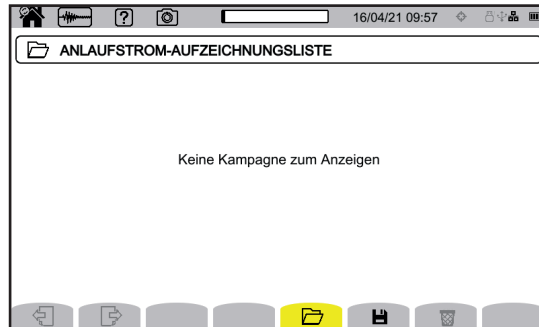 16/04/21 09:57
ANLAUFSTROM-AUFZEICHNUNGSLISTE
Keine Kampagne zum Anzeigen